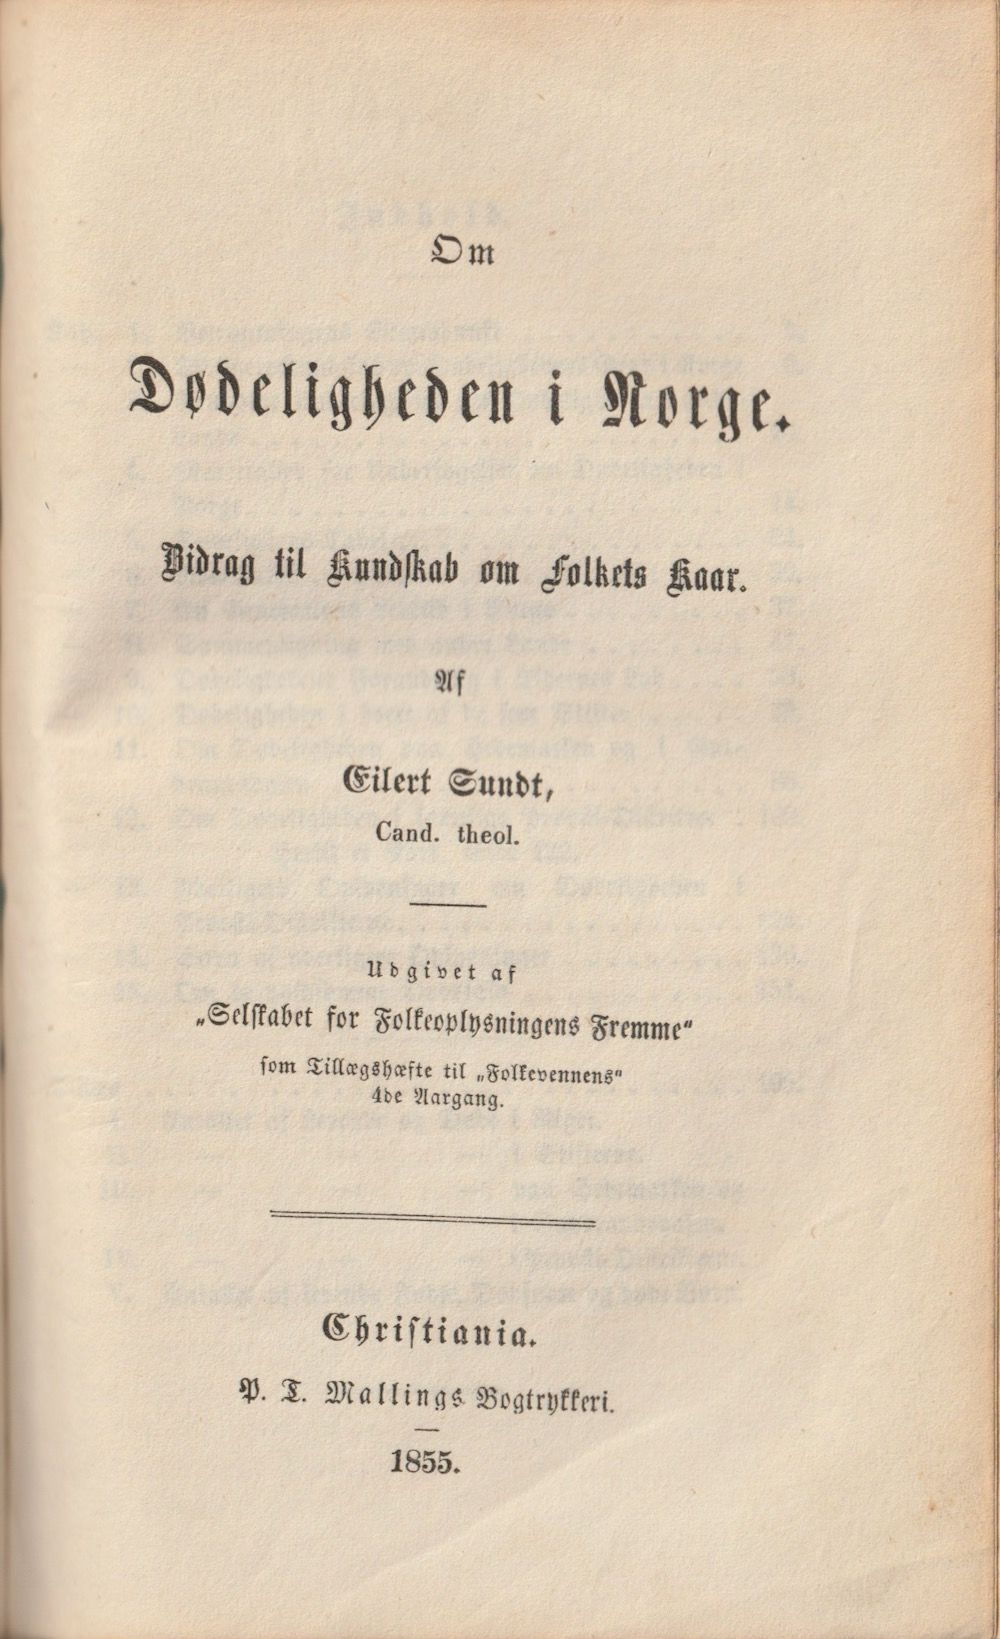 Om
Dødeligheden i Norge.
Bidrag til Kundskab om Folkets Kaar.
Af
Eilert Sundt,
Cand. theol.
Udgivet af
„Selskabet for Folkeoplysningens Fremme“
som Tillægshæfte til „Folkevennens“
4de Aargang.
Christiania.
P. T. Mallings Bogtrykkeri.
1855.